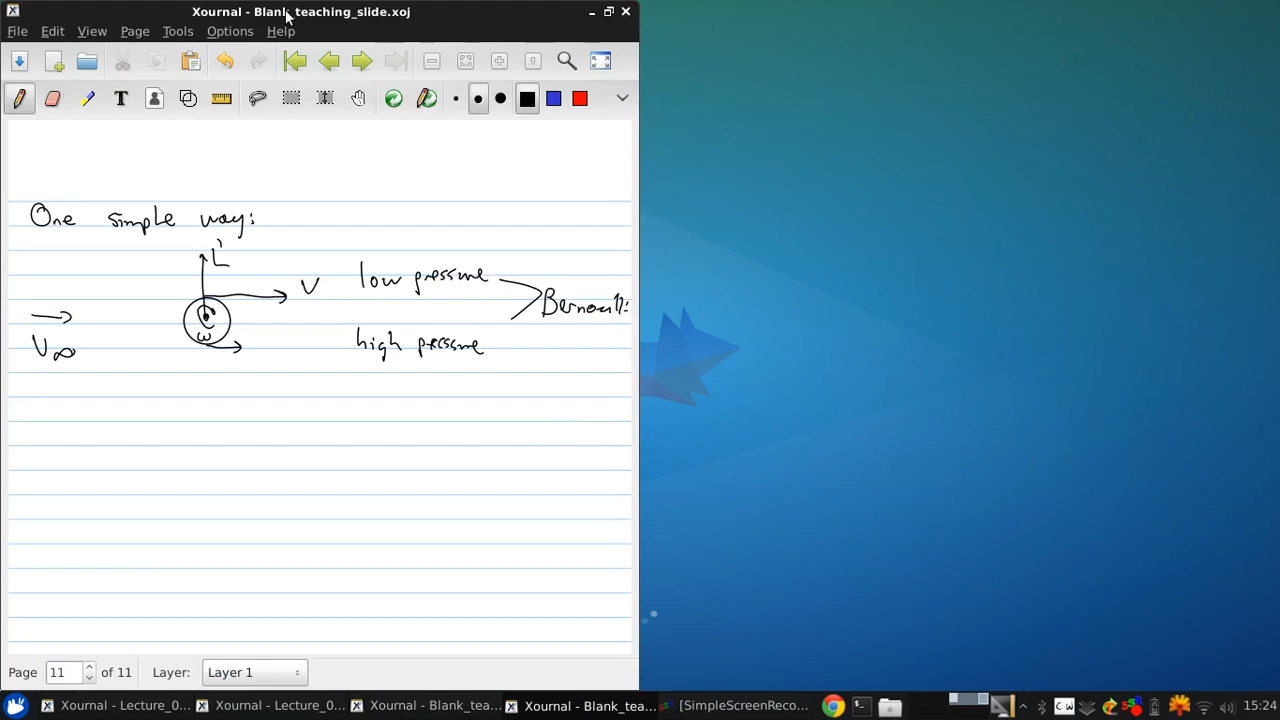 Xournal - Blank_teaching_slide.xoj
File Edit View Page Tools Options Help
One simple way:
L'
V low pressure
Bernoulli
V∞
ω
high pressure
Page 11 of 11 Layer: Layer 1
Xournal - Lecture_0... Xournal - Lecture_0... Xournal - Blank_tea... Xournal - Blank_tea... [SimpleScreenReco... 15:24